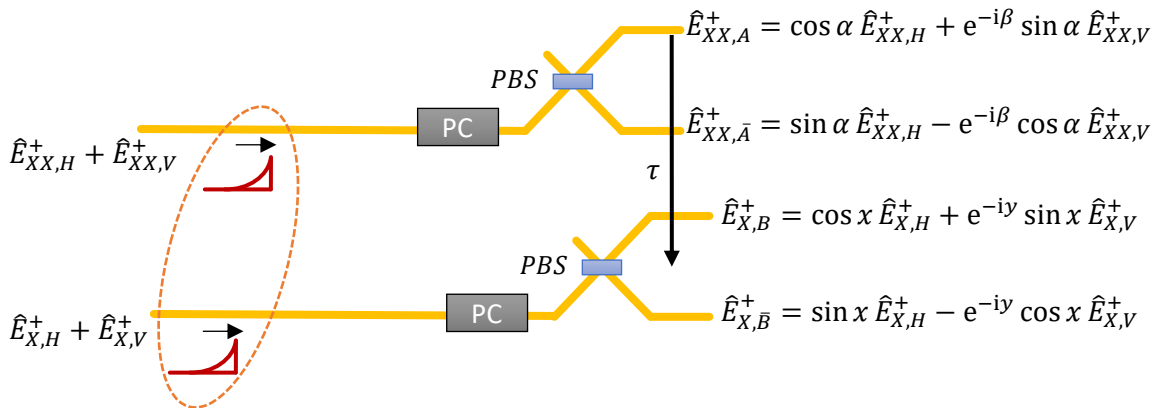 Ê⁺_{XX,A} = cos α Ê⁺_{XX,H} + e^{−iβ} sin α Ê⁺_{XX,V}
PBS
PC
Ê⁺_{XX,Ā} = sin α Ê⁺_{XX,H} − e^{−iβ} cos α Ê⁺_{XX,V}
Ê⁺_{XX,H} + Ê⁺_{XX,V}
τ
Ê⁺_{X,B} = cos x Ê⁺_{X,H} + e^{−iy} sin x Ê⁺_{X,V}
PBS
PC
Ê⁺_{X,B̄} = sin x Ê⁺_{X,H} − e^{−iy} cos x Ê⁺_{X,V}
Ê⁺_{X,H} + Ê⁺_{X,V}